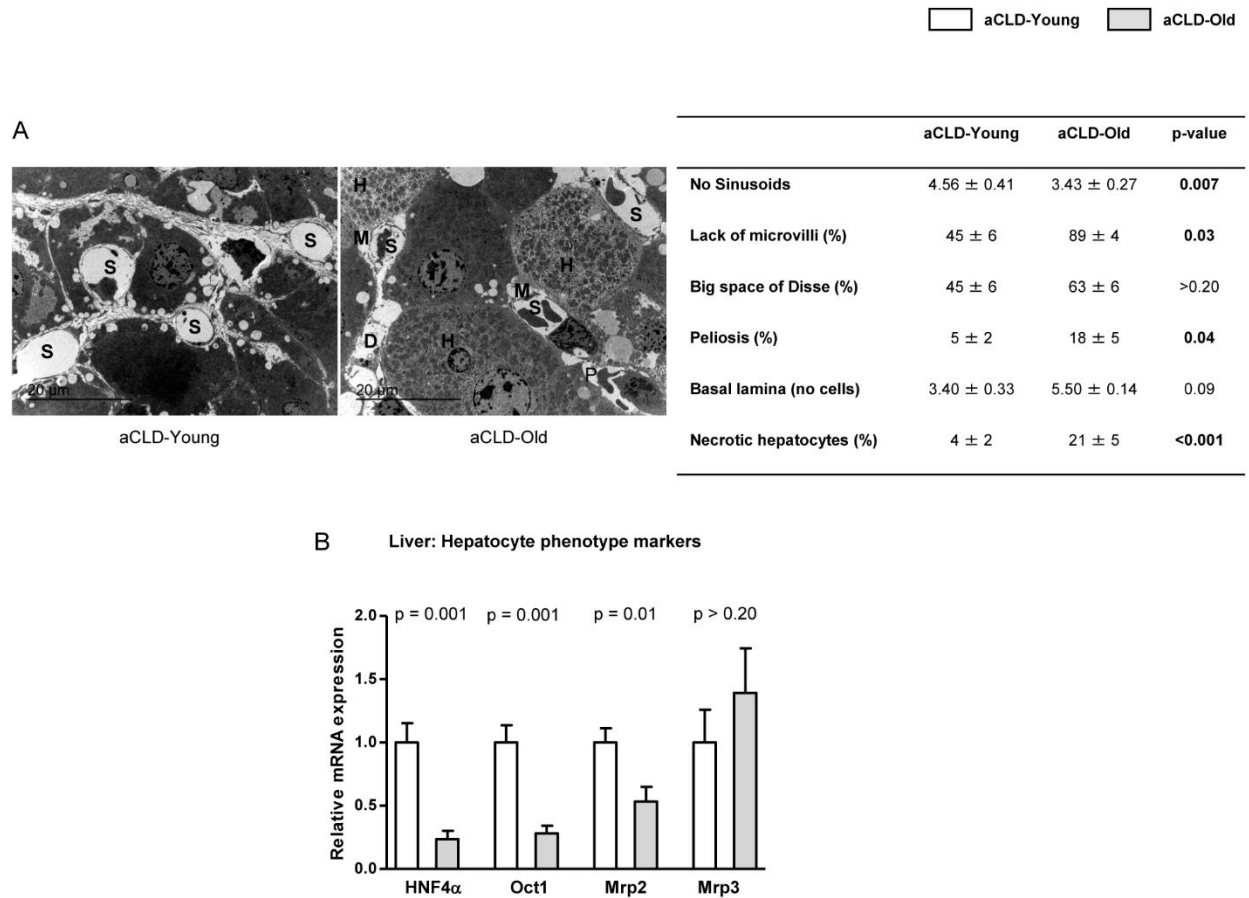 aCLD-Young aCLD-Old
A
S
S
S
S
20 µm
aCLD-Young
H
M
S
S
H
M
S
D
H
P
20 µm
aCLD-Old
aCLD-Young aCLD-Old p-value
No Sinusoids 4.56 ± 0.41 3.43 ± 0.27 0.007
Lack of microvilli (%) 45 ± 6 89 ± 4 0.03
Big space of Disse (%) 45 ± 6 63 ± 6 >0.20
Peliosis (%) 5 ± 2 18 ± 5 0.04
Basal lamina (no cells) 3.40 ± 0.33 5.50 ± 0.14 0.09
Necrotic hepatocytes (%) 4 ± 2 21 ± 5 <0.001
B Liver: Hepatocyte phenotype markers
p = 0.001 p = 0.001 p = 0.01 p > 0.20
Relative mRNA expression
2.0
1.5
1.0
0.5
0.0
HNF4α Oct1 Mrp2 Mrp3